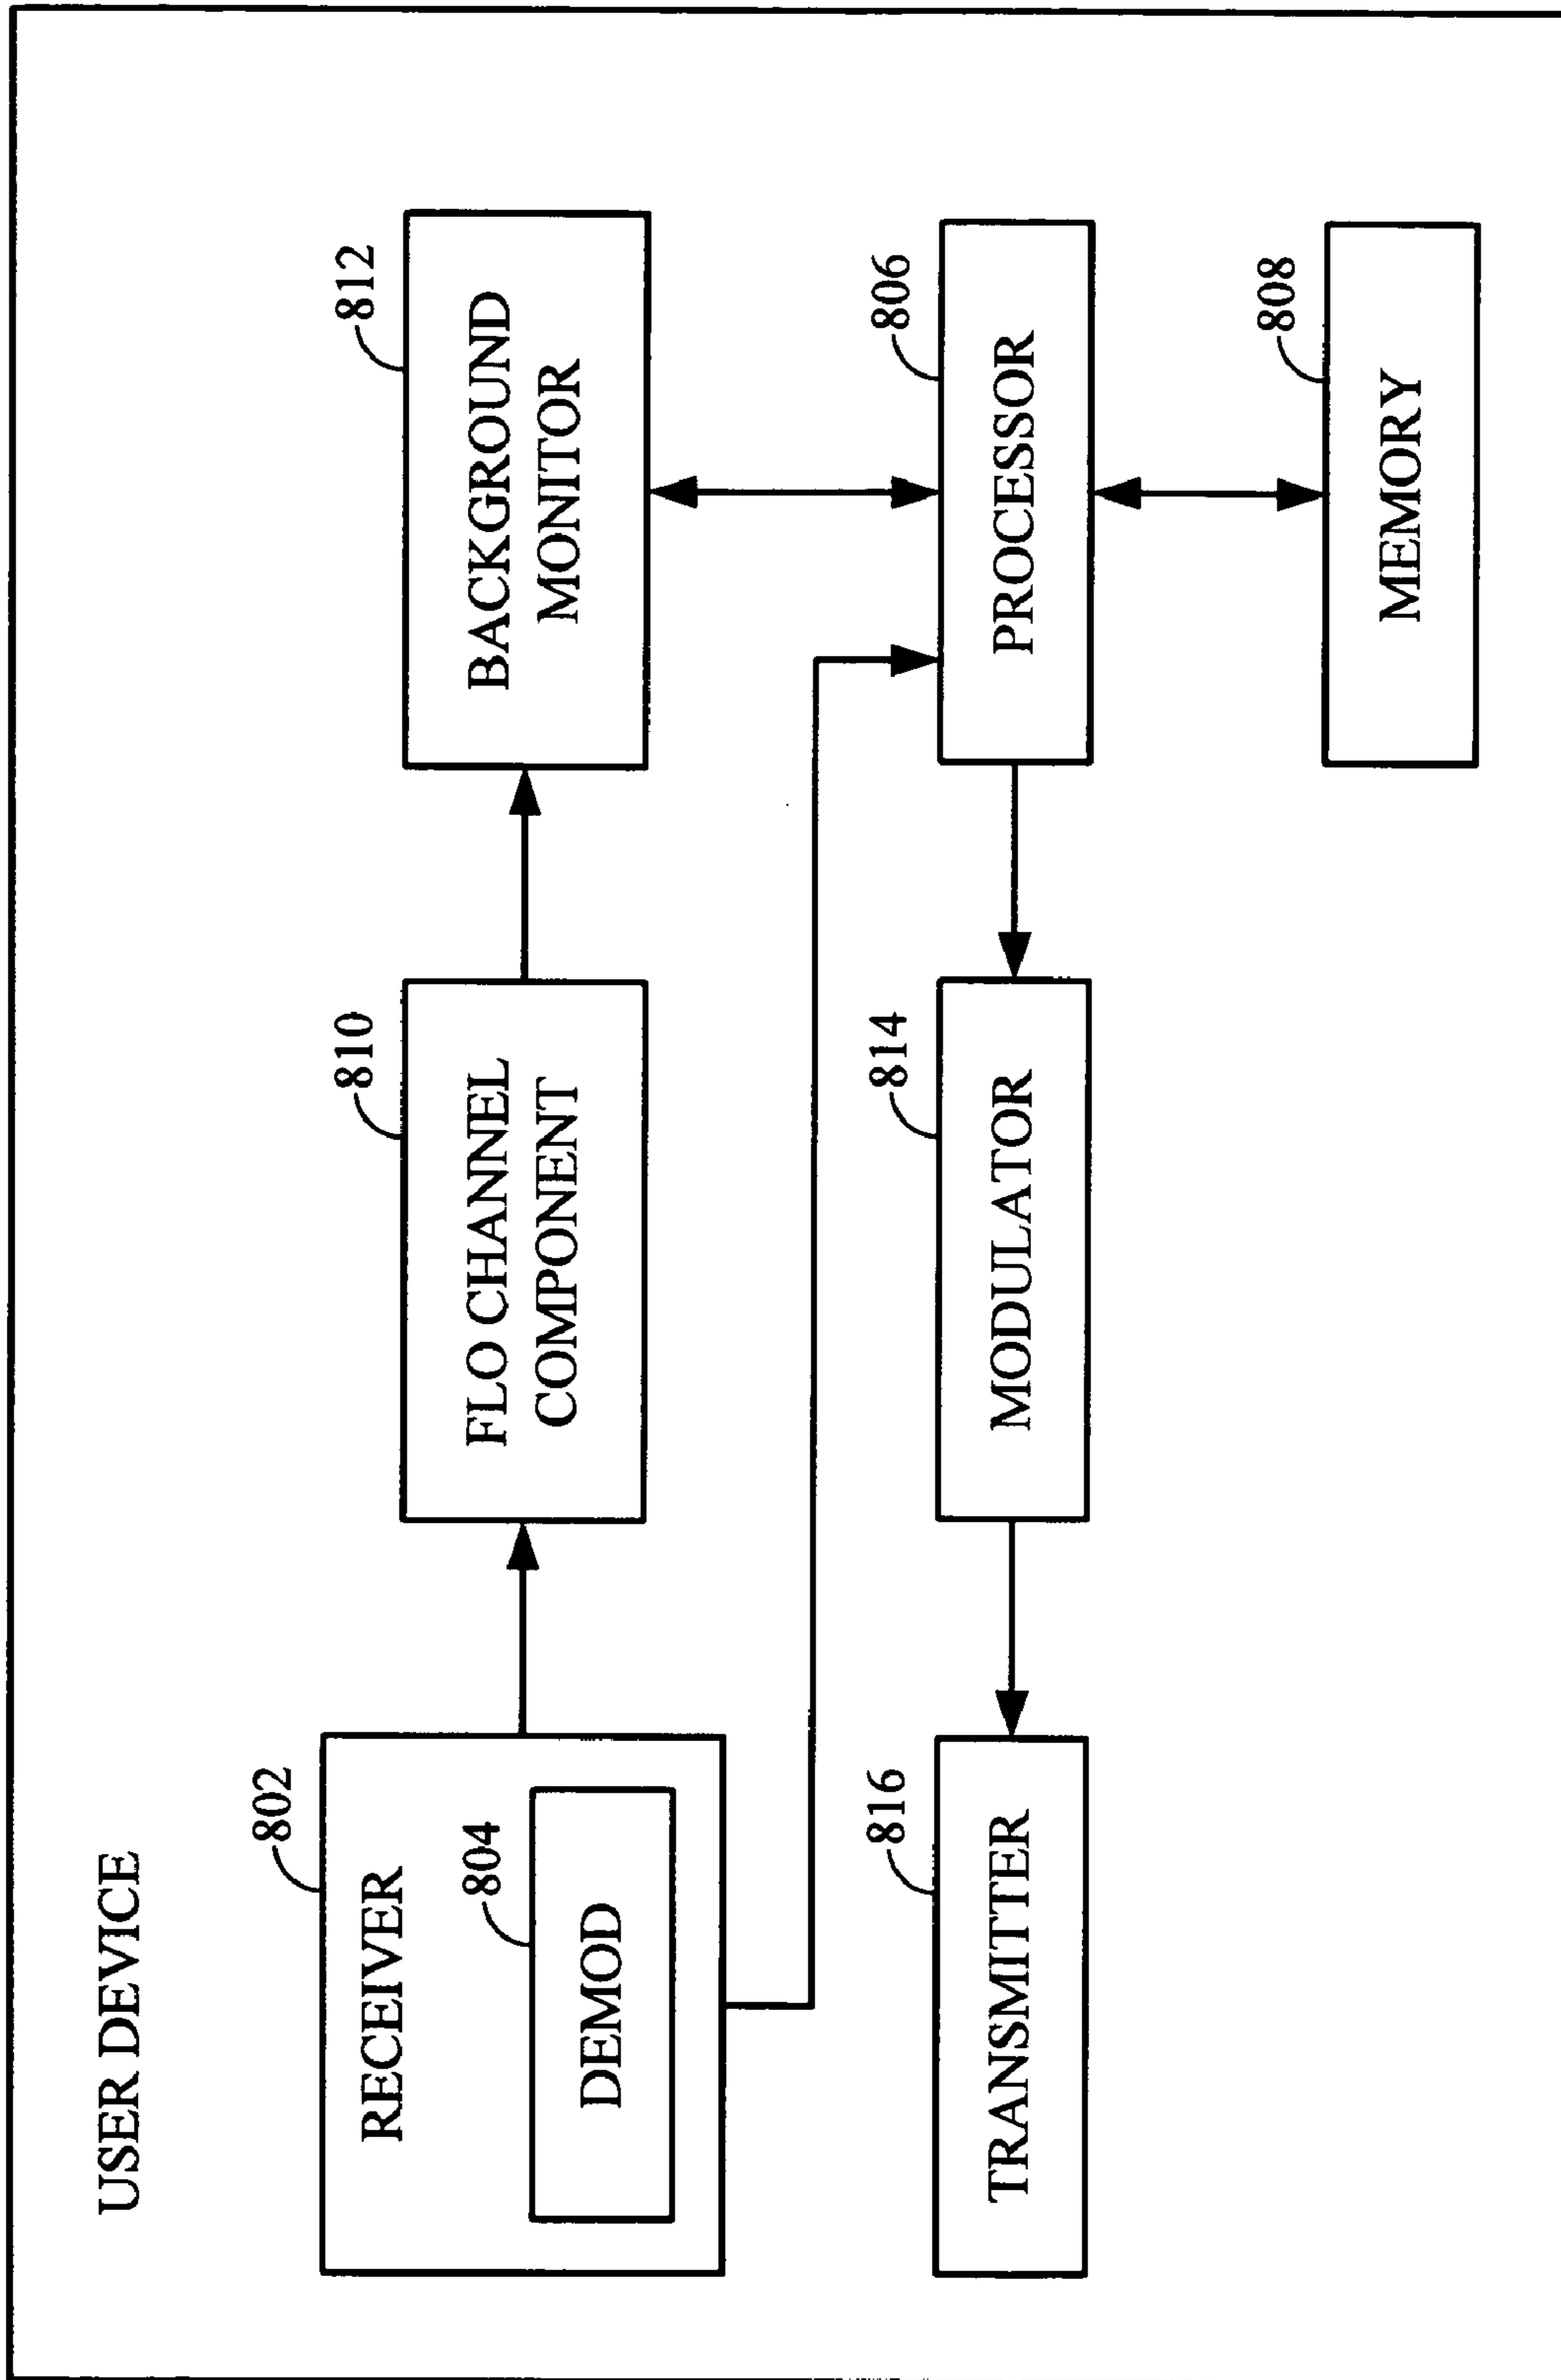 USER DEVICE
802
RECEIVER
804
DEMOD
810
FLO CHANNEL
COMPONENT
812
BACKGROUND
MONITOR
816
TRANSMITTER
814
MODULATOR
806
PROCESSOR
808
MEMORY